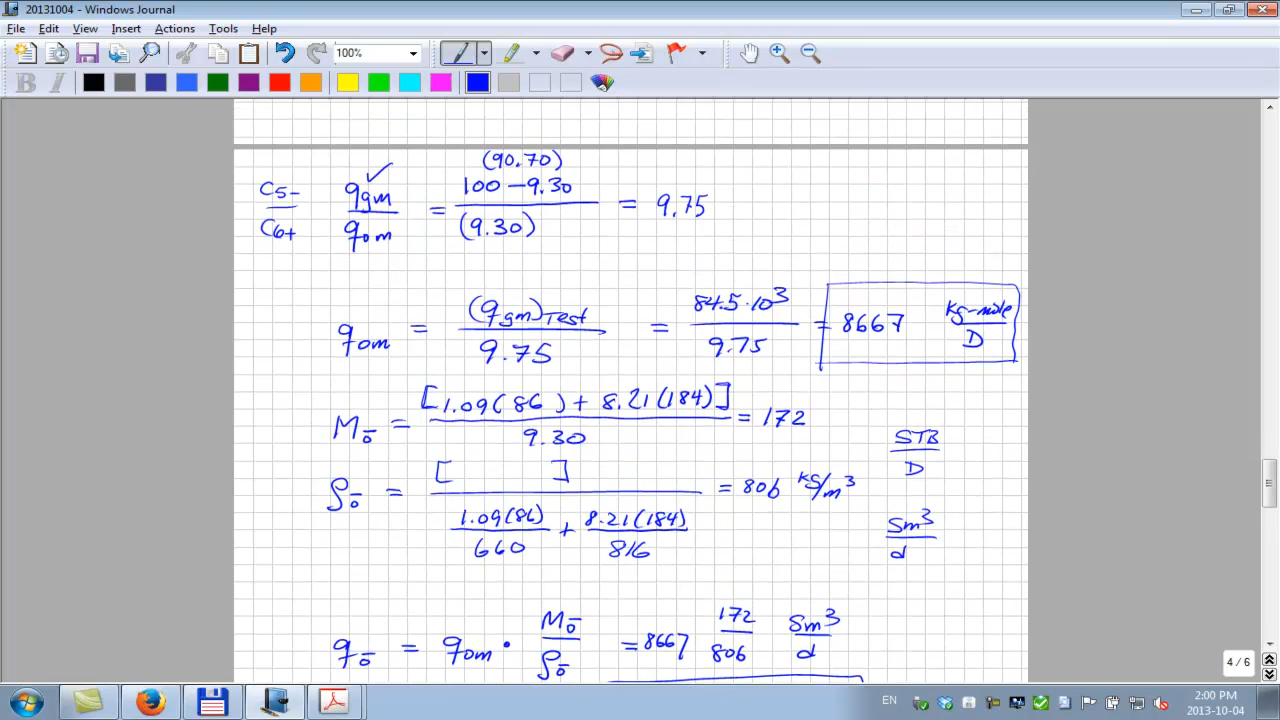 20131004 - Windows Journal
File Edit View Insert Actions Tools Help
100%
B I
(90.70)
C5- qgm 100 - 9.30
— — = — = 9.75
C6+ qom (9.30)
qom = (qgm)Test / 9.75 = 84.5·10³ / 9.75 = 8667 kg-mole / D
Mō = [1.09(86) + 8.21(184)] / 9.30 = 172
STB / D
ρō = [ ] / 1.09(86) / 660 + 8.21(184) / 816 = 806 kg/m³
Sm³ / d
qō = qom · Mō / ρō = 8667 172 / 806 Sm³ / d
4 / 6
EN
2:00 PM
2013-10-04